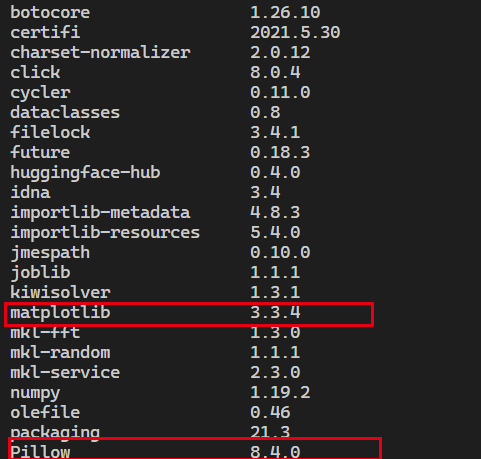 botocore 1.26.10
certifi 2021.5.30
charset-normalizer 2.0.12
click 8.0.4
cycler 0.11.0
dataclasses 0.8
filelock 3.4.1
future 0.18.3
huggingface-hub 0.4.0
idna 3.4
importlib-metadata 4.8.3
importlib-resources 5.4.0
jmespath 0.10.0
joblib 1.1.1
kiwisolver 1.3.1
matplotlib 3.3.4
mkl-fft 1.3.0
mkl-random 1.1.1
mkl-service 2.3.0
numpy 1.19.2
olefile 0.46
packaging 21.3
Pillow 8.4.0